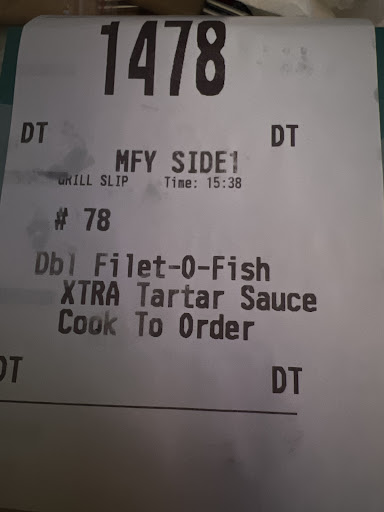 1478
DT DT
MFY SIDE1
GRILL SLIP Time: 15:38
# 78
Dbl Filet-O-Fish
XTRA Tartar Sauce
Cook To Order
DT DT